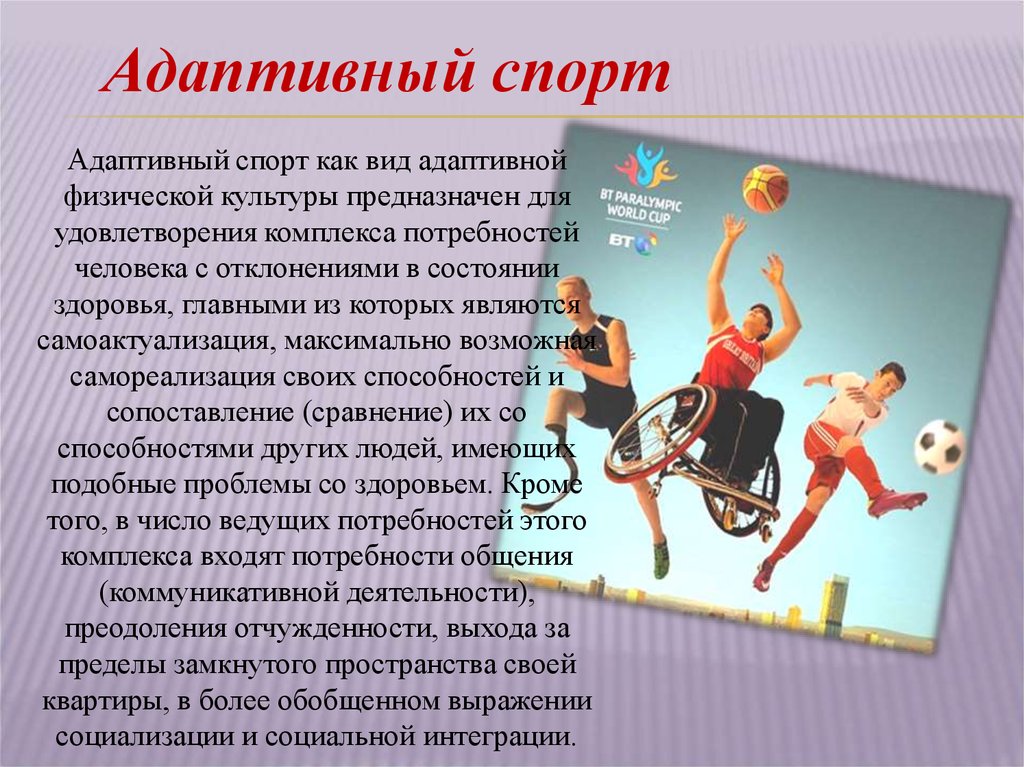 Адаптивный спорт
Адаптивный спорт как вид адаптивной
физической культуры предназначен для
удовлетворения комплекса потребностей
человека с отклонениями в состоянии
здоровья, главными из которых являются
самоактуализация, максимально возможная
самореализация своих способностей и
сопоставление (сравнение) их со
способностями других людей, имеющих
подобные проблемы со здоровьем. Кроме
того, в число ведущих потребностей этого
комплекса входят потребности общения
(коммуникативной деятельности),
преодоления отчужденности, выхода за
пределы замкнутого пространства своей
квартиры, в более обобщенном выражении
социализации и социальной интеграции.
BT PARALYMPIC
WORLD CUP
BT
GREAT BRITAIN